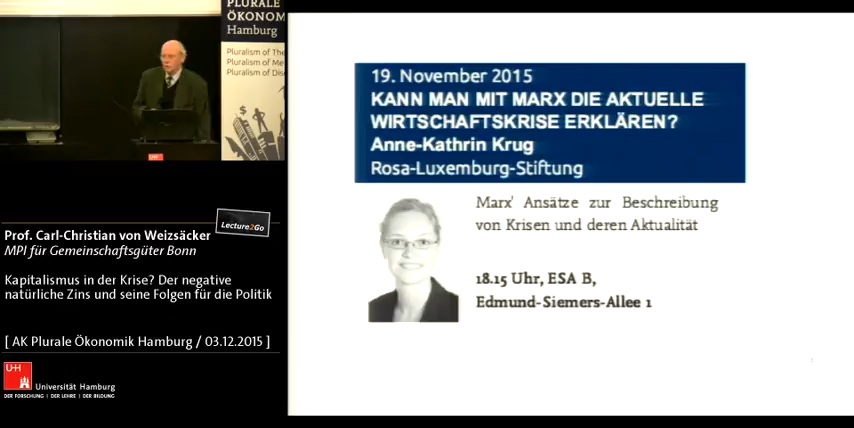 PLURALE
ÖKONOM
Hamburg
Pluralism of The
Pluralism of Me
Pluralism of Dis
UH
Lecture2Go
Prof. Carl-Christian von Weizsäcker
MPI für Gemeinschaftsgüter Bonn
Kapitalismus in der Krise? Der negative
natürliche Zins und seine Folgen für die Politik
[ AK Plurale Ökonomik Hamburg / 03.12.2015 ]
UH
Universität Hamburg
DER FORSCHUNG | DER LEHRE | DER BILDUNG
19. November 2015
KANN MAN MIT MARX DIE AKTUELLE
WIRTSCHAFTSKRISE ERKLÄREN?
Anne-Kathrin Krug
Rosa-Luxemburg-Stiftung
Marx' Ansätze zur Beschreibung
von Krisen und deren Aktualität
18.15 Uhr, ESA B,
Edmund-Siemers-Allee 1